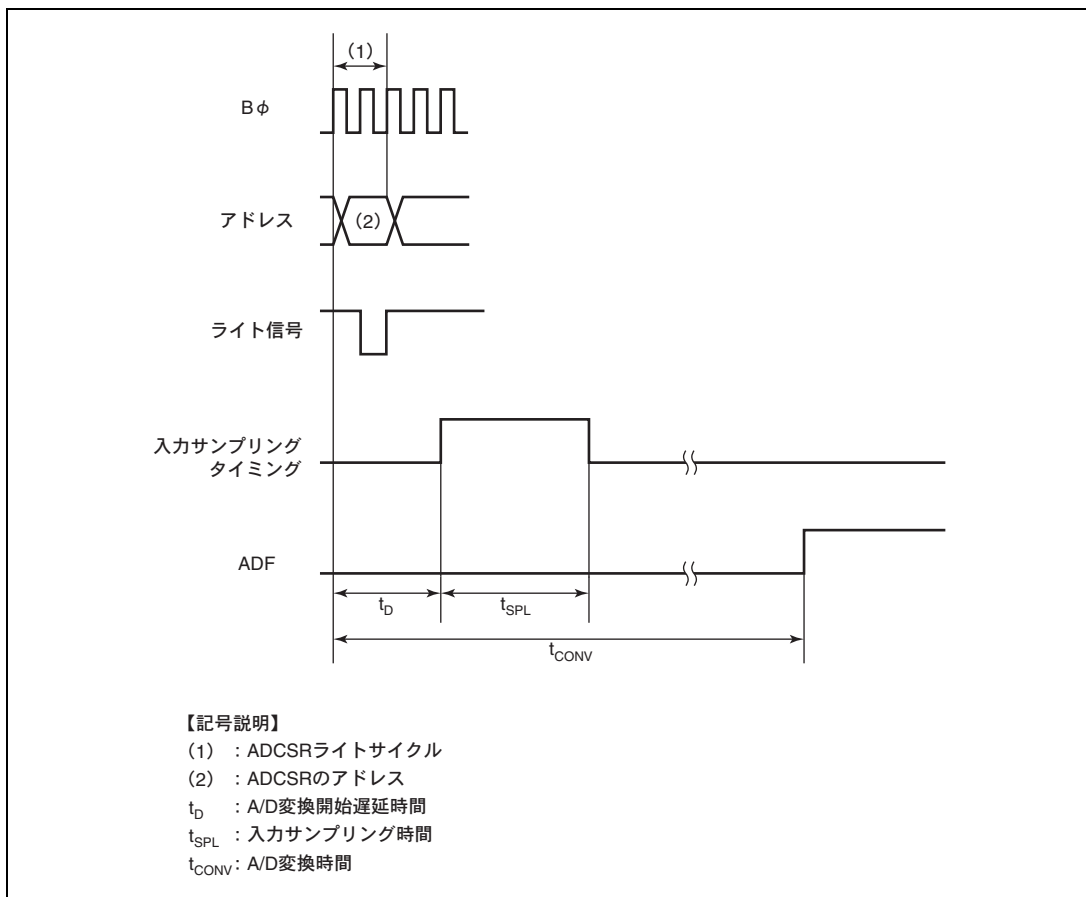 （1）
Bφ
アドレス
（2）
ライト信号
入力サンプリング
タイミング
ADF
tD
tSPL
tCONV
【記号説明】
（1）：ADCSRライトサイクル
（2）：ADCSRのアドレス
tD：A/D変換開始遅延時間
tSPL：入力サンプリング時間
tCONV：A/D変換時間